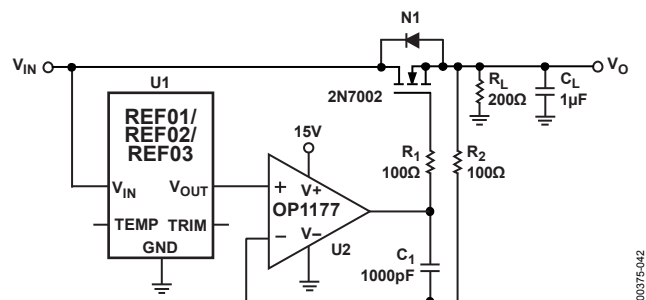 N1
VIN
VO
U1
2N7002
RL
200Ω
CL
1μF
REF01/
REF02/
REF03
15V
R1
100Ω
R2
100Ω
VIN
VOUT
+
V+
OP1177
TEMP
TRIM
−
V−
U2
GND
C1
1000pF
00375-042